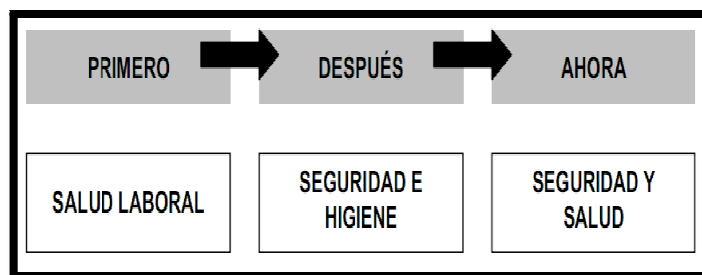 PRIMERO
DESPUÉS
AHORA
SALUD LABORAL
SEGURIDAD E
HIGIENE
SEGURIDAD Y
SALUD